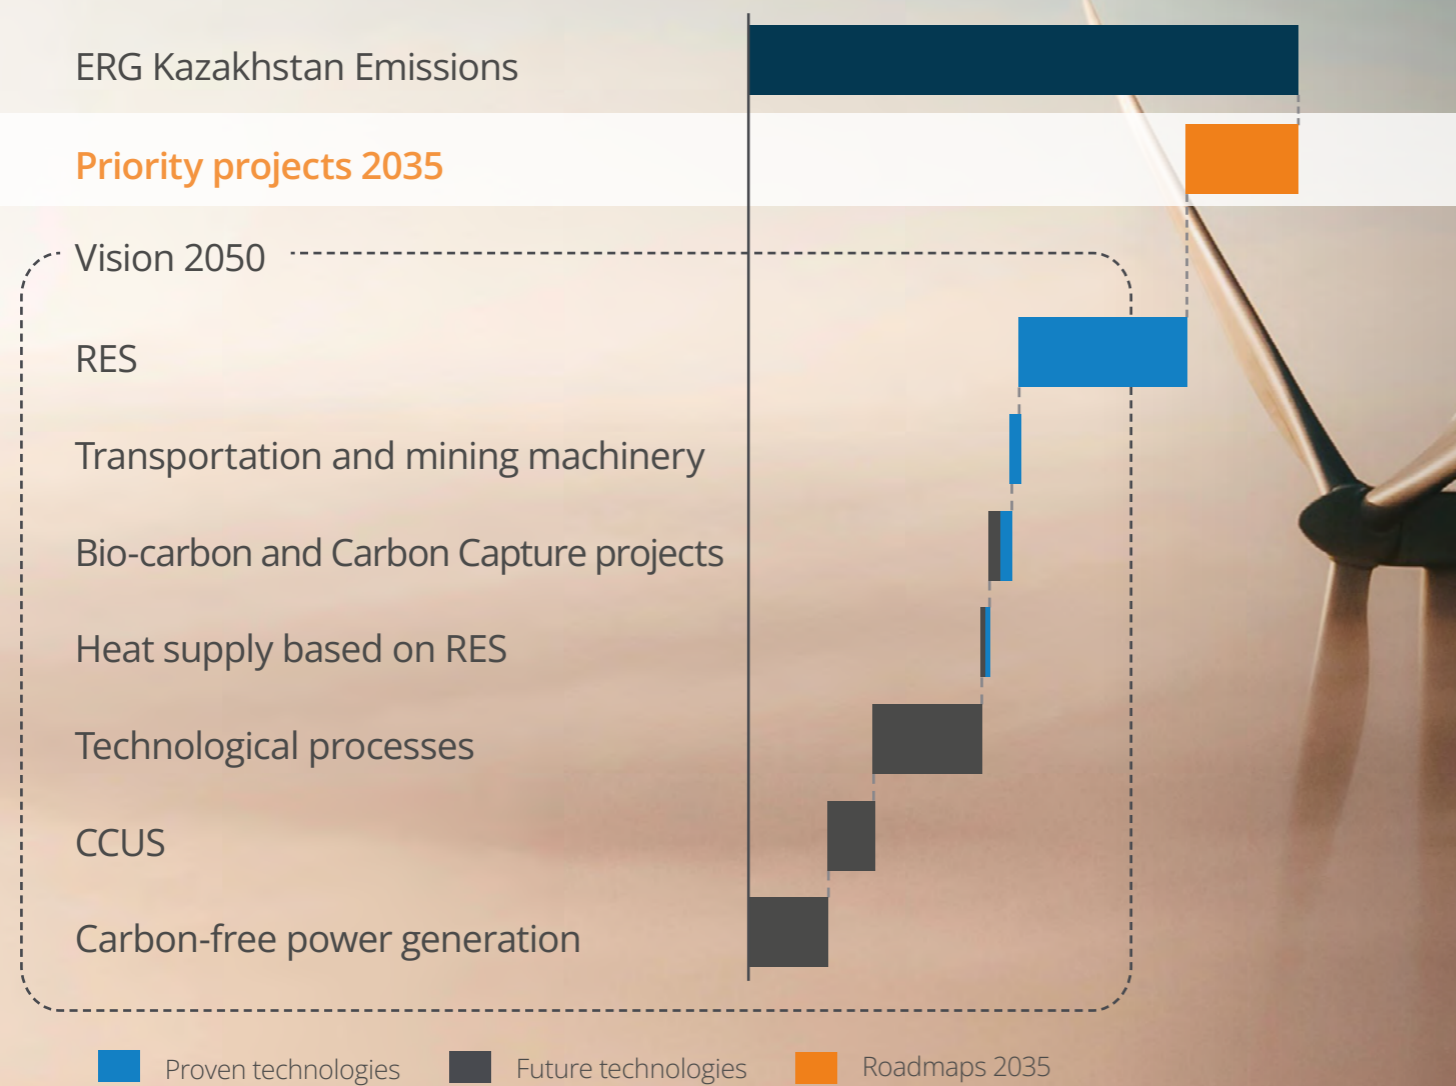 ERG Kazakhstan Emissions
Priority projects 2035
Vision 2050
RES
Transportation and mining machinery
Bio-carbon and Carbon Capture projects
Heat supply based on RES
Technological processes
CCUS
Carbon-free power generation
Proven technologies
Future technologies
Roadmaps 2035